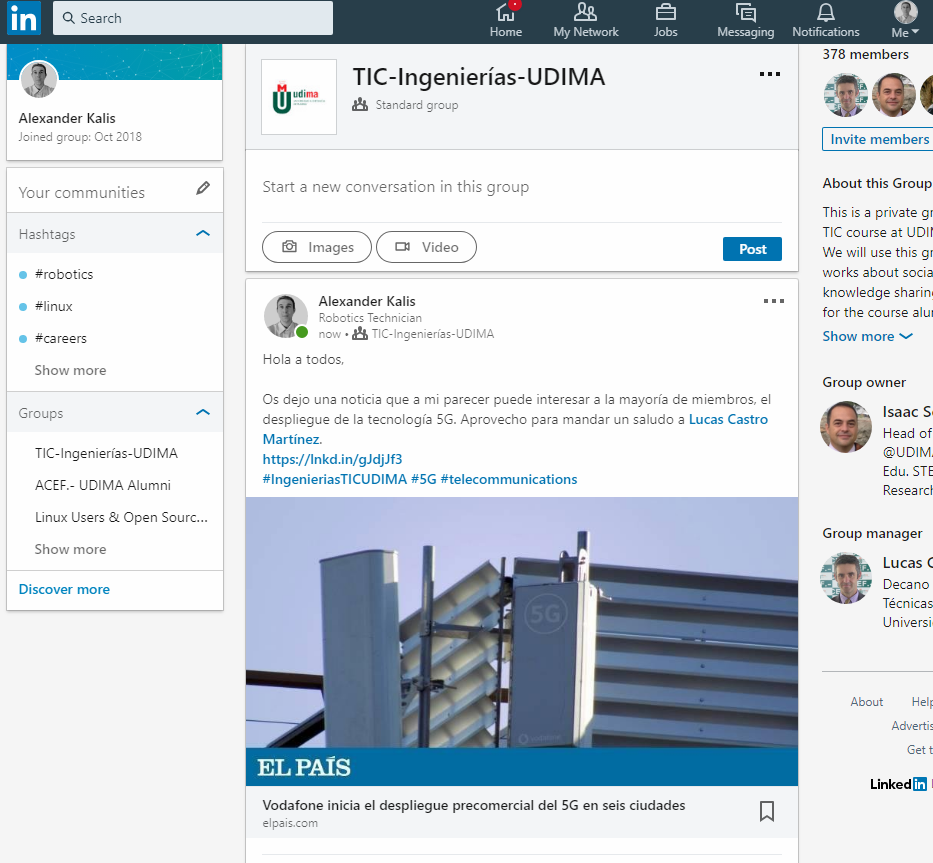 in
Search
Home
My Network
Jobs
Messaging
Notifications
Me
Alexander Kalis
Joined group: Oct 2018
Your communities
Hashtags
#robotics
#linux
#careers
Show more
Groups
TIC-Ingenierías-UDIMA
ACEF.- UDIMA Alumni
Linux Users & Open Sourc...
Show more
Discover more
udima
TIC-Ingenierías-UDIMA
Standard group
Start a new conversation in this group
Images
Video
Post
Alexander Kalis
Robotics Technician
now • TIC-Ingenierías-UDIMA
Hola a todos,
Os dejo una noticia que a mi parecer puede interesar a la mayoría de miembros, el
despliegue de la tecnología 5G. Aprovecho para mandar un saludo a Lucas Castro
Martínez.
https://lnkd.in/gJdjJf3
#IngenieriasTICUDIMA #5G #telecommunications
5G
EL PAÍS
Vodafone inicia el despliegue precomercial del 5G en seis ciudades
elpais.com
378 members
Invite members
About this Group
This is a private gr
TIC course at UDIM
We will use this gr
works about socia
knowledge sharing
for the course alum
Show more
Group owner
Isaac Se
Head of
@UDIMA
Edu. STE
Research
Group manager
Lucas C
Decano
Técnicas
Universi
About
Help
Advertis
Get t
Linked in